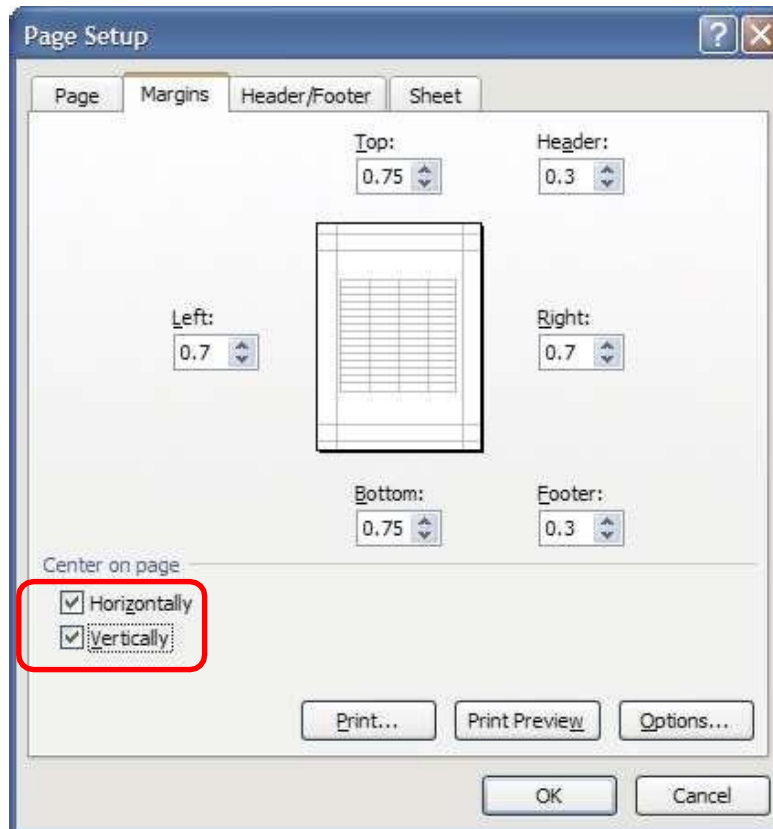 Page Setup
Page Margins Header/Footer Sheet
Top: Header:
0.75 0.3
Left: Right:
0.7 0.7
Bottom: Footer:
0.75 0.3
Center on page
Horizontally
Vertically
Print... Print Preview Options...
OK Cancel